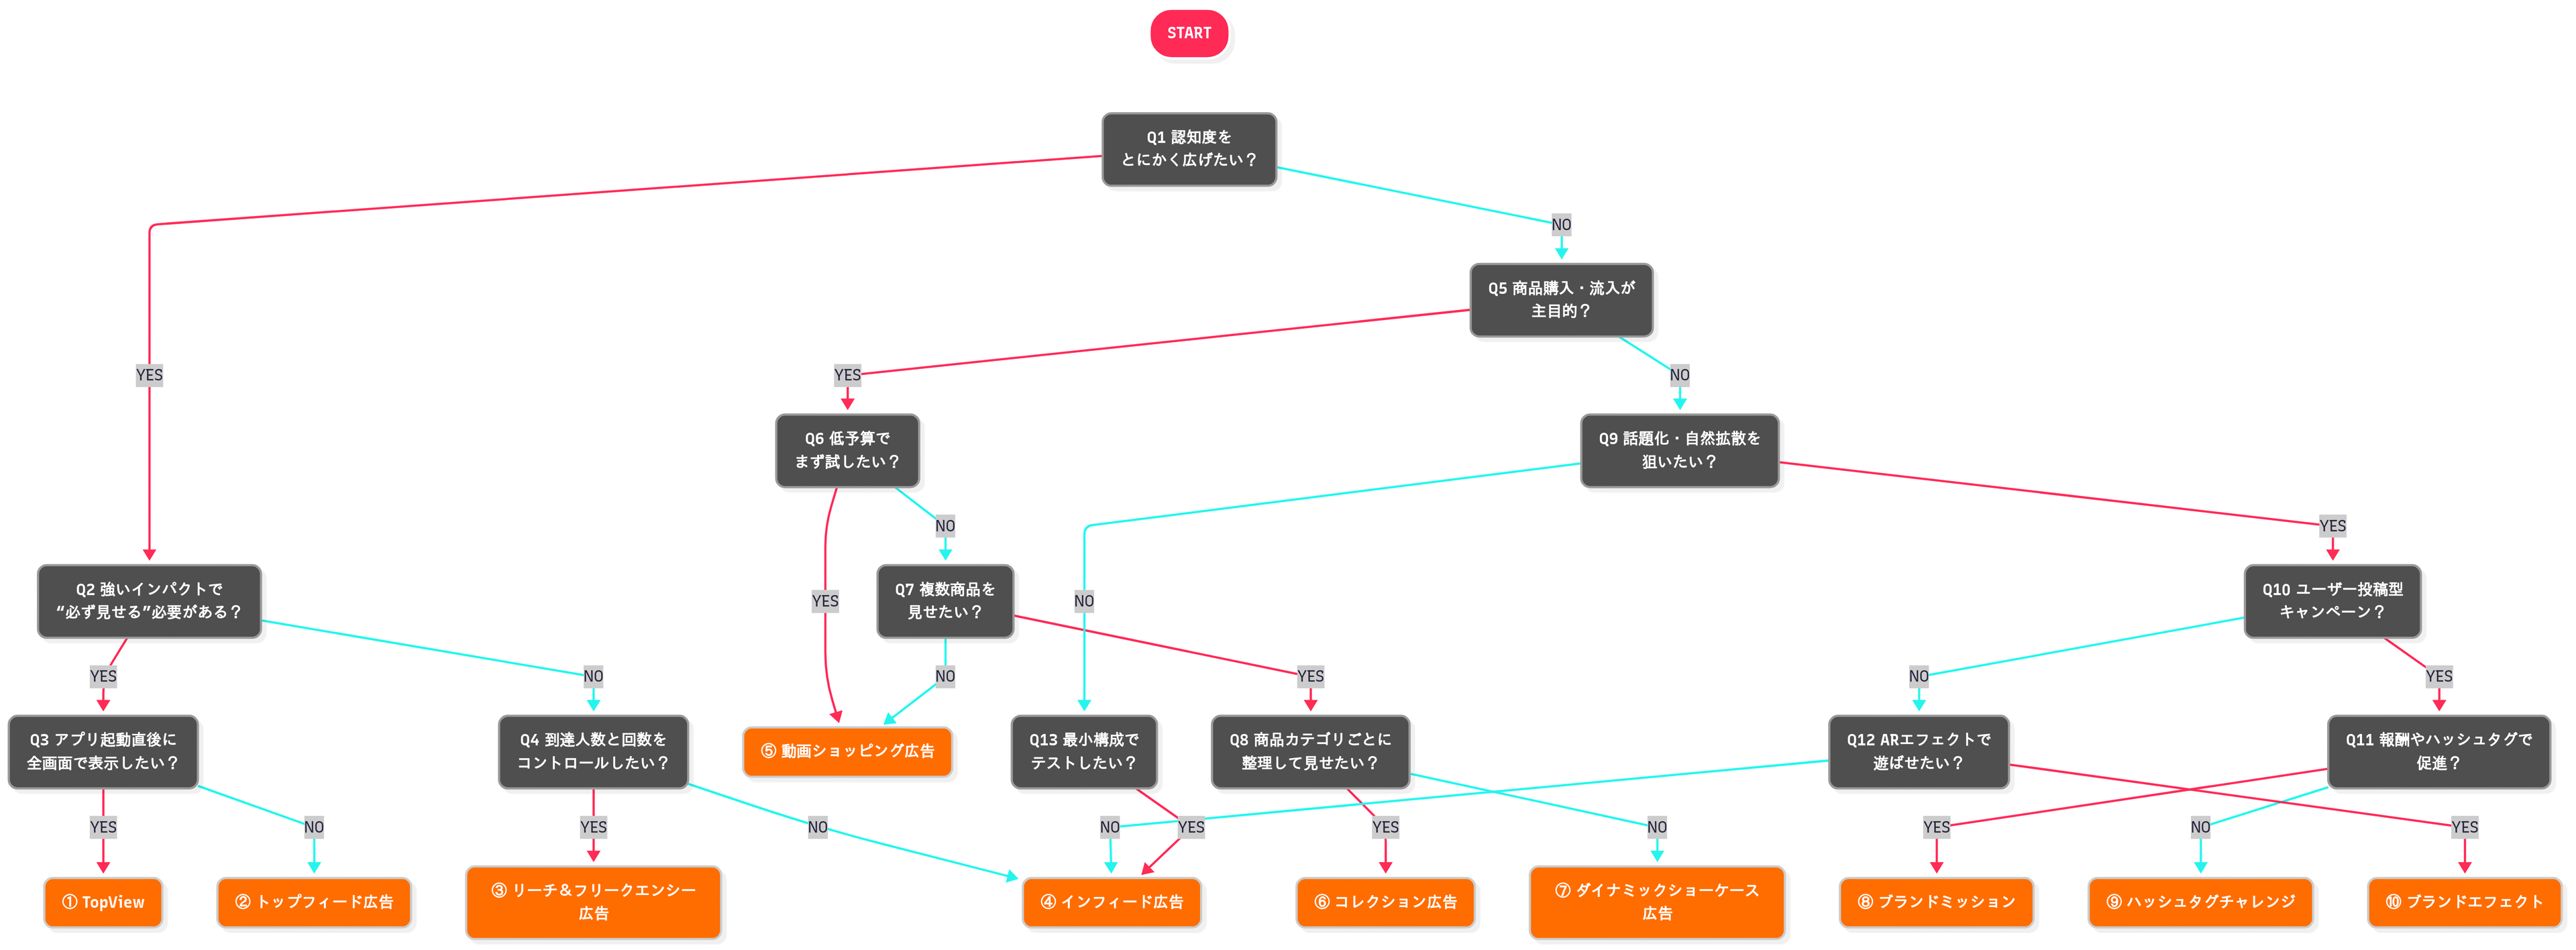 START
Q1 認知度を
とにかく広げたい？
NO
Q5 商品購入・流入が
主目的？
YES
YES
NO
Q6 低予算で
まず試したい？
Q9 話題化・自然拡散を
狙いたい？
NO
YES
Q2 強いインパクトで
“必ず見せる”必要がある？
YES
Q7 複数商品を
見せたい？
NO
Q10 ユーザー投稿型
キャンペーン？
YES
NO
NO
YES
NO
YES
Q3 アプリ起動直後に
全画面で表示したい？
Q4 到達人数と回数を
コントロールしたい？
⑤ 動画ショッピング広告
Q13 最小構成で
テストしたい？
Q8 商品カテゴリごとに
整理して見せたい？
Q12 ARエフェクトで
遊ばせたい？
Q11 報酬やハッシュタグで
促進？
YES
NO
YES
NO
NO
YES
YES
NO
YES
NO
YES
① TopView
② トップフィード広告
③ リーチ＆フリークエンシー
広告
④ インフィード広告
⑥ コレクション広告
⑦ ダイナミックショーケース
広告
⑧ ブランドミッション
⑨ ハッシュタグチャレンジ
⑩ ブランドエフェクト